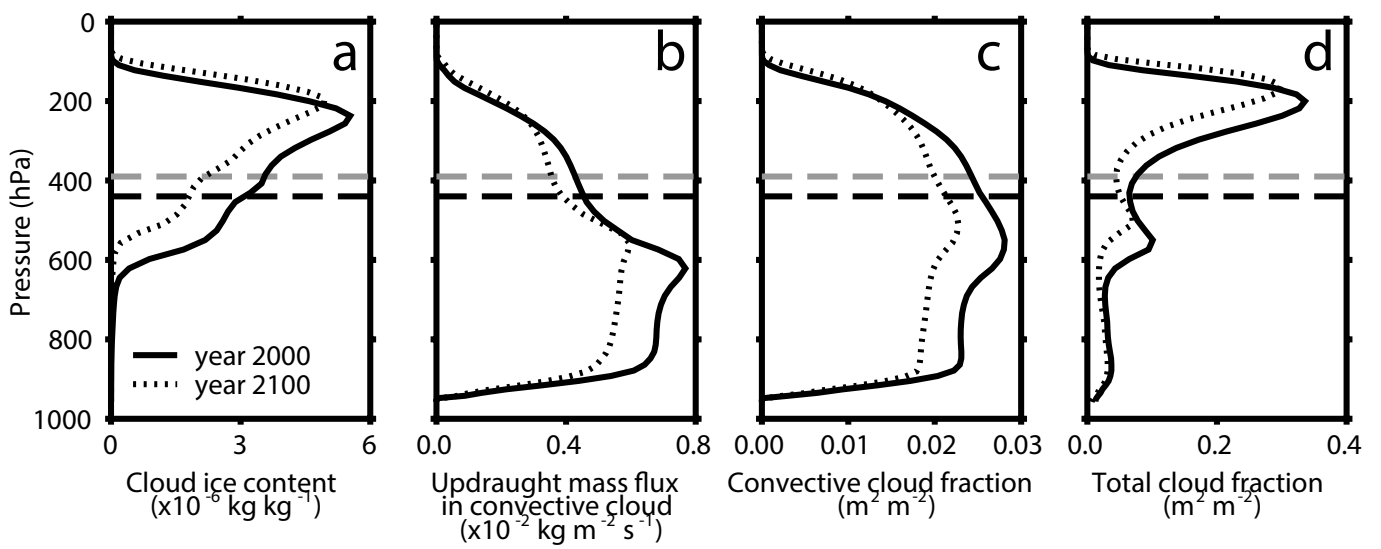 a b c d
Pressure (hPa)
0
200
400
600
800
1000
year 2000
year 2100
0 3 6
0.0 0.4 0.8
0.00 0.01 0.02 0.03
0.0 0.2 0.4
Cloud ice content
(x10 -6 kg kg -1)
Updraught mass flux
in convective cloud
(x10 -2 kg m -2 s -1)
Convective cloud fraction
(m2 m-2)
Total cloud fraction
(m2 m-2)